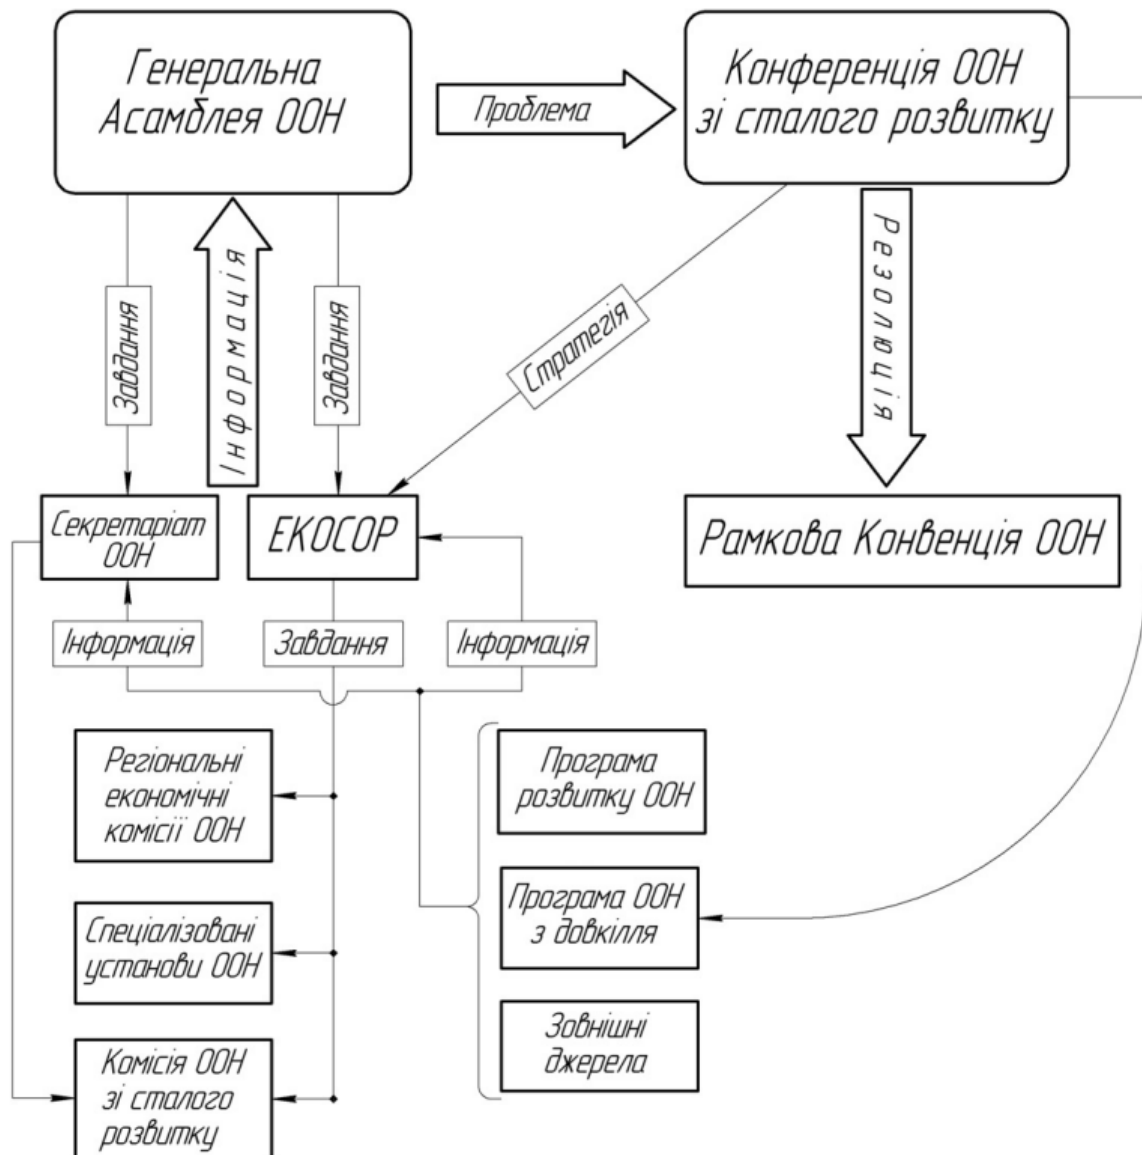 Генеральна
Асамблея ООН
Проблема
Конференція ООН
зі сталого розвитку
Завдання
Інформація
Завдання
Стратегія
Резолюція
Секретаріат
ООН
ЕКОСОР
Рамкова Конвенція ООН
Інформація
Завдання
Інформація
Регіональні
економічні
комісії ООН
Програма
розвитку ООН
Спеціалізовані
установи ООН
Програма ООН
з довкілля
Комісія ООН
зі сталого
розвитку
Зовнішні
джерела